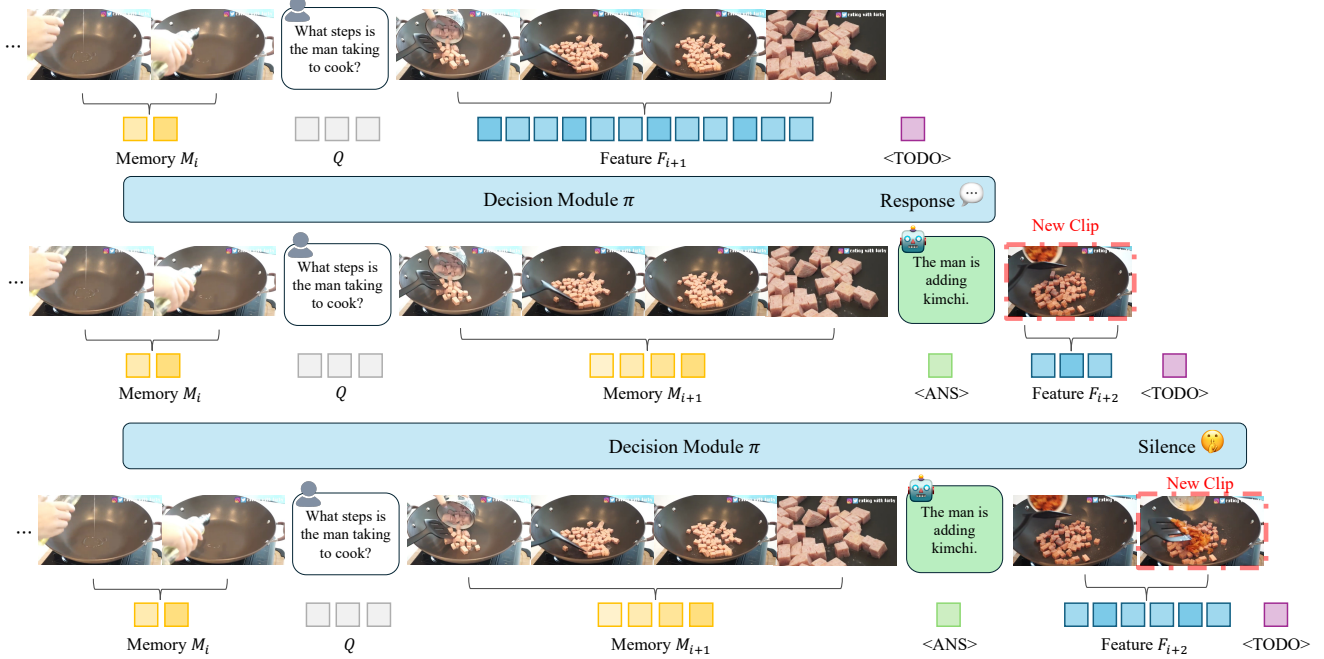 ...
What steps is
the man taking
to cook?
Memory M_i
Q
Feature F_{i+1}
<TODO>
Decision Module π
Response
New Clip
...
What steps is
the man taking
to cook?
eating with kirby
The man is
adding
kimchi.
Memory M_i
Q
Memory M_{i+1}
<ANS>
Feature F_{i+2}
<TODO>
Decision Module π
Silence
New Clip
...
What steps is
the man taking
to cook?
The man is
adding
kimchi.
Memory M_i
Q
Memory M_{i+1}
<ANS>
Feature F_{i+2}
<TODO>